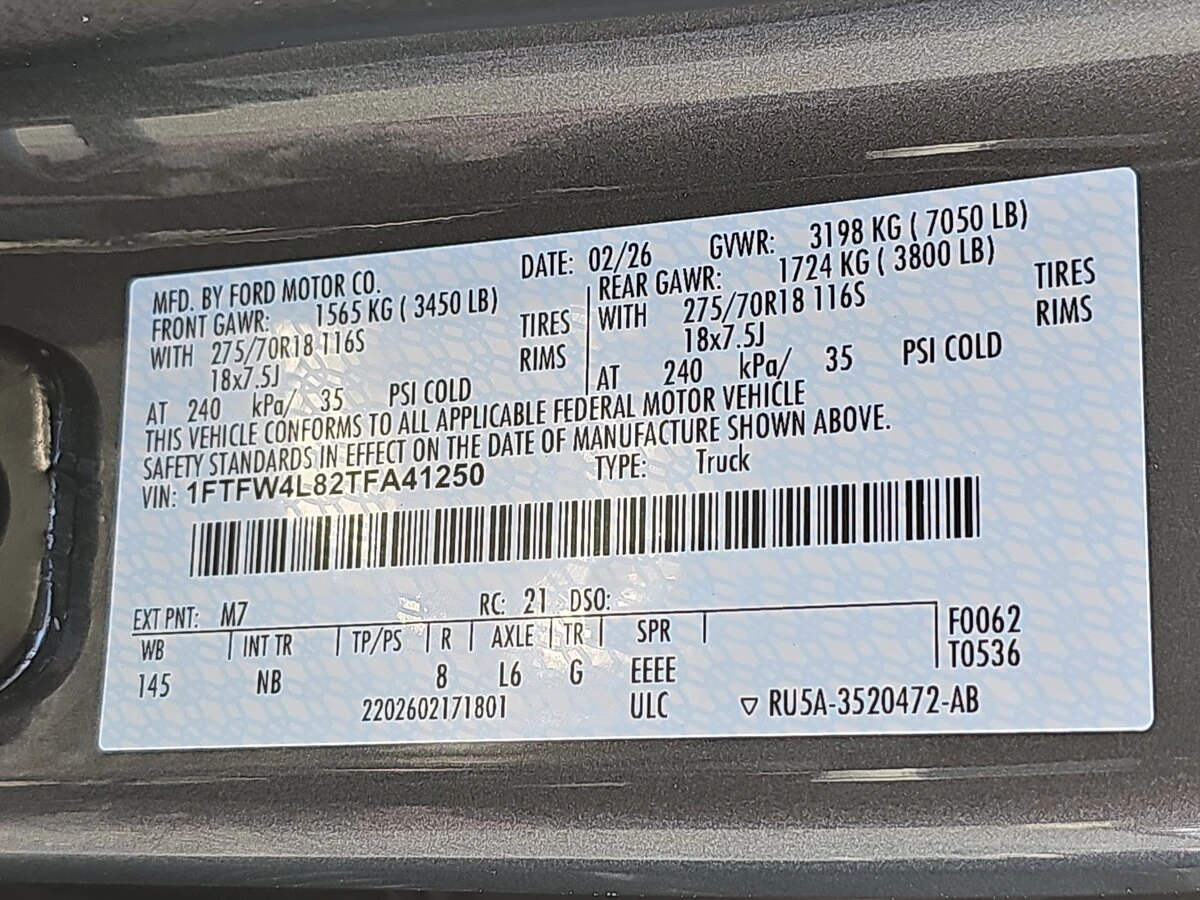 MFD. BY FORD MOTOR CO. DATE: 02/26 GVWR: 3198 KG ( 7050 LB)
FRONT GAWR: 1565 KG ( 3450 LB) REAR GAWR: 1724 KG ( 3800 LB)
WITH 275/70R18 116S TIRES WITH 275/70R18 116S TIRES
18x7.5J RIMS 18x7.5J RIMS
AT 240 kPa/ 35 PSI COLD AT 240 kPa/ 35 PSI COLD
THIS VEHICLE CONFORMS TO ALL APPLICABLE FEDERAL MOTOR VEHICLE
SAFETY STANDARDS IN EFFECT ON THE DATE OF MANUFACTURE SHOWN ABOVE.
VIN: 1FTFW4L82TFA41250 TYPE: Truck
EXT PNT: M7 RC: 21 DSO:
WB INT TR TP/PS R AXLE TR SPR F0062
145 NB 8 L6 G EEEE T0536
2202602171801 ULC ▽ RU5A-3520472-AB